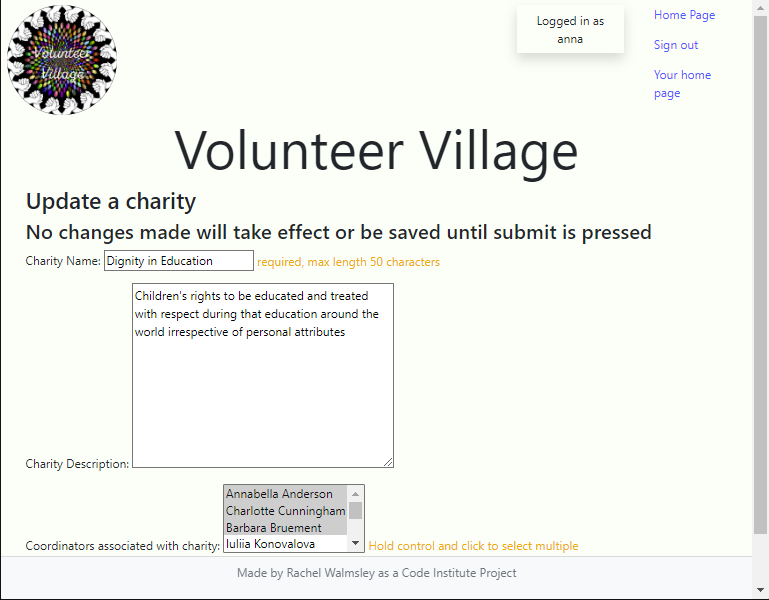 Volunteer
Village
Logged in as
anna
Home Page
Sign out
Your home
page
Volunteer Village
Update a charity
No changes made will take effect or be saved until submit is pressed
Charity Name: Dignity in Education required, max length 50 characters
Children's rights to be educated and treated
with respect during that education around the
world irrespective of personal attributes
Charity Description:
Annabella Anderson
Charlotte Cunningham
Barbara Bruement
Iuliia Konovalova
Coordinators associated with charity: Hold control and click to select multiple
Made by Rachel Walmsley as a Code Institute Project